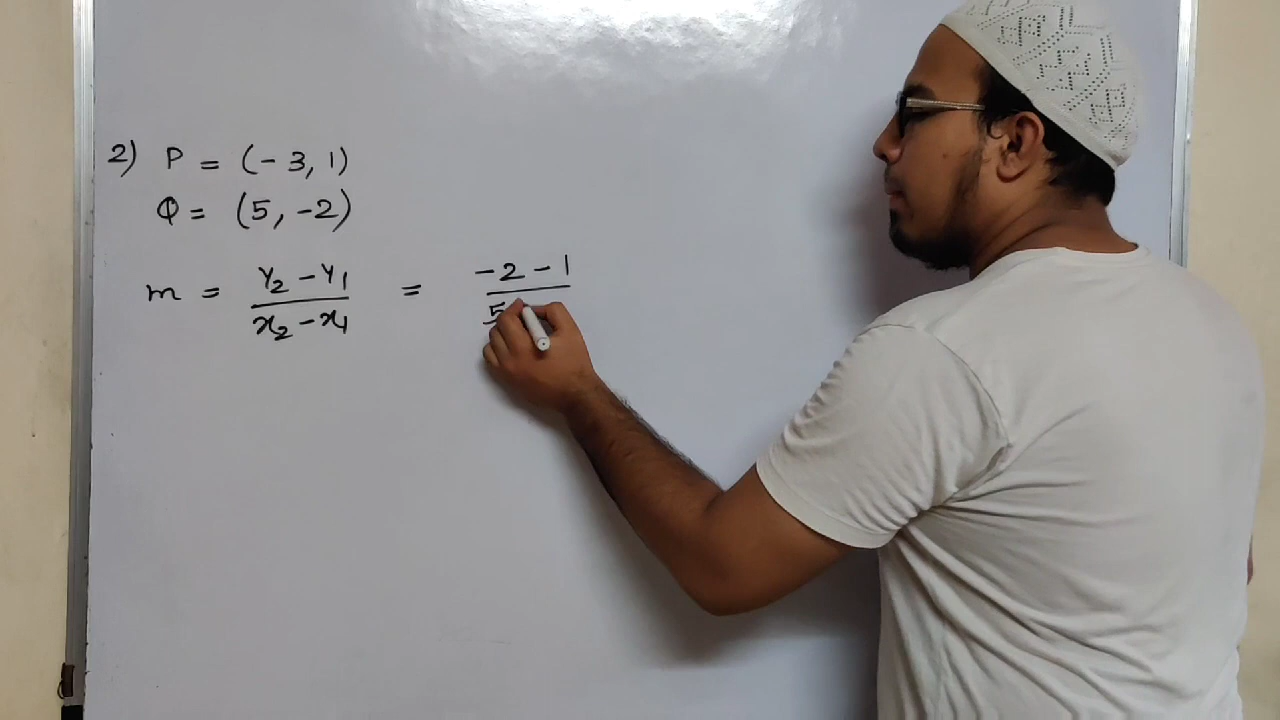 2) P = (-3, 1)
Q = (5, -2)
m = y₂ - y₁ / x₂ - x₁ = -2 - 1 / 5